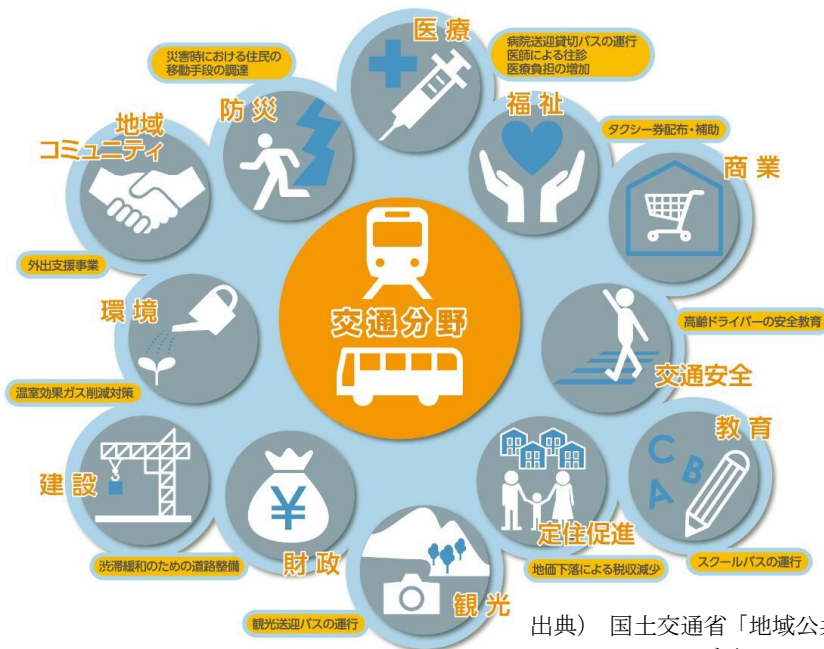 医療
病院送迎貸切バスの運行
医師による往診
医療負担の増加
災害時における住民の
移動手段の調達
防災
福祉
タクシー券配布・補助
地域
コミュニティ
商業
外出支援事業
環境
交通分野
高齢ドライバーの安全教育
交通安全
温室効果ガス削減対策
教育
C
B
A
建設
¥
定住促進
渋滞緩和のための道路整備
財政
地価下落による税収減少
スクールバスの運行
観光
観光送迎バスの運行
出典） 国土交通省「地域公